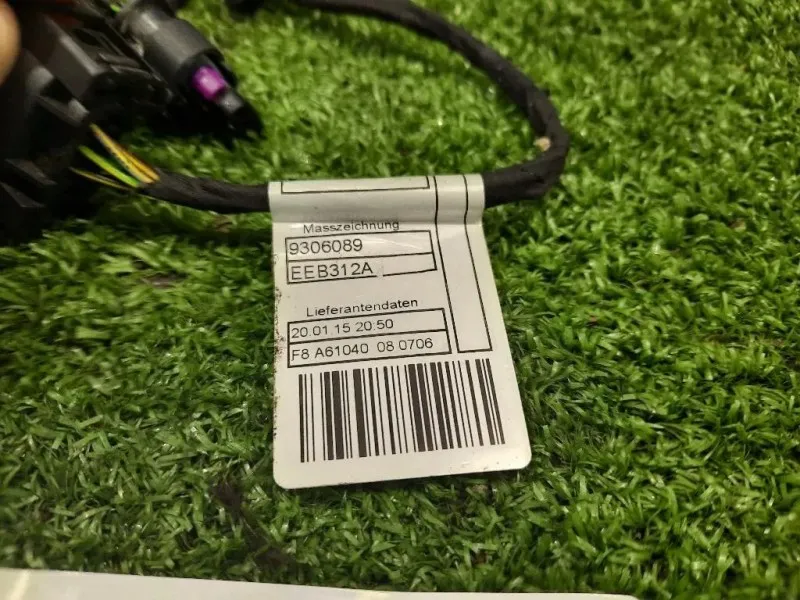 Masszeichnung
9306089
EEB312A
Lieferantendaten
20.01.15 20:50
F8 A61040 08 0706